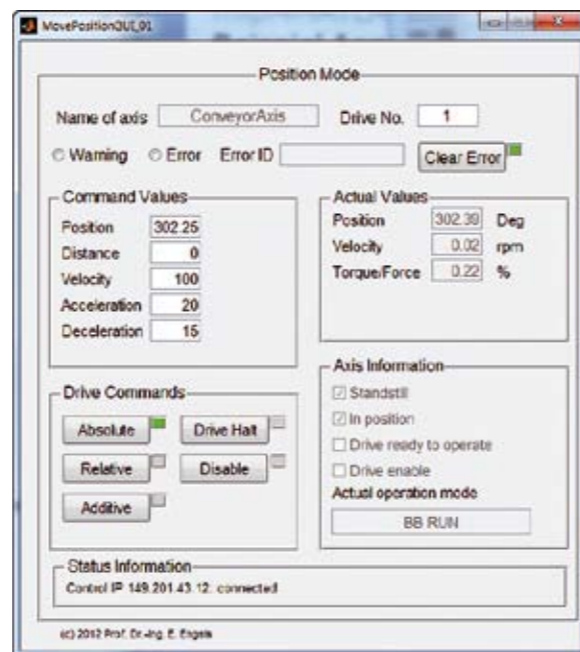 MovePositionGUI_01
Position Mode
Name of axis ConveyorAxis Drive No. 1
Warning Error Error ID Clear Error
Command Values
Position 302.25
Distance 0
Velocity 100
Acceleration 20
Deceleration 15
Actual Values
Position 302.39 Deg
Velocity 0.02 rpm
Torque/Force 0.22 %
Drive Commands
Absolute Drive Halt
Relative Disable
Additive
Axis Information
Standstill
In position
Drive ready to operate
Drive enable
Actual operation mode
BB RUN
Status Information
Control IP 149.201.43.12: connected
(c) 2012 Prof. Dr.-Ing. E. Engels